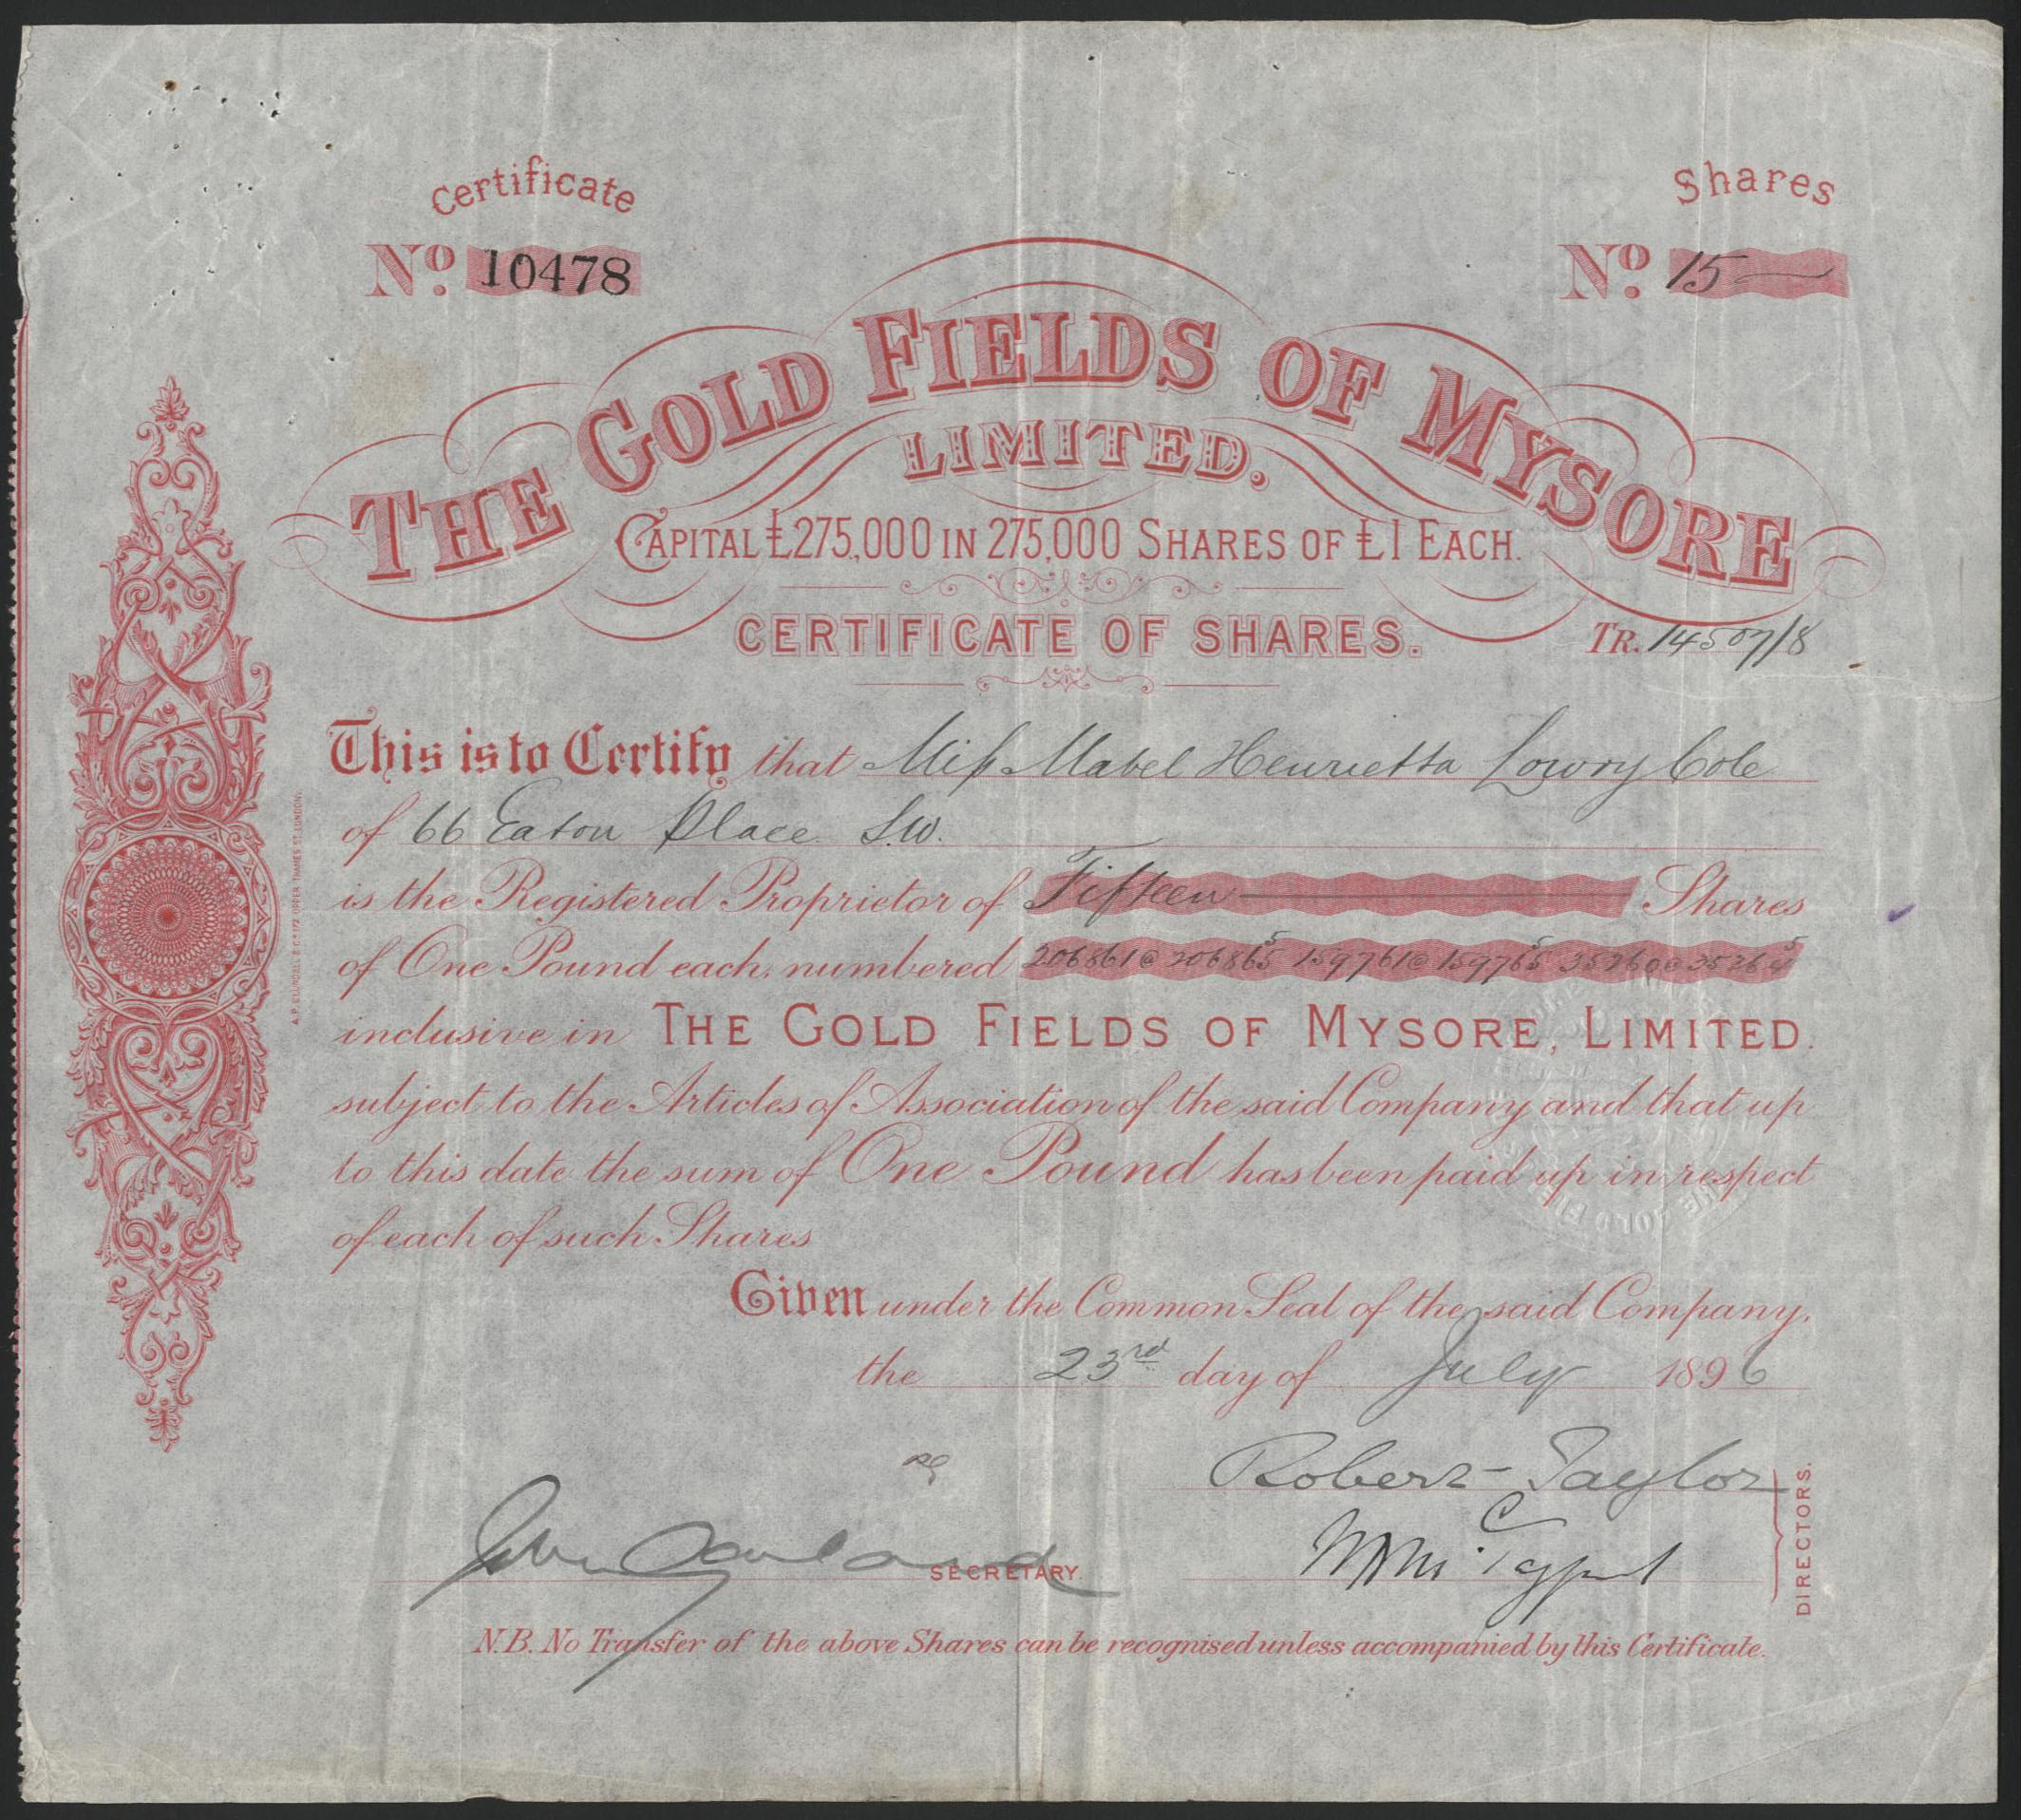 Certificate
Shares
No. 10478
No. 15
THE GOLD FIELDS OF MYSORE
LIMITED.
CAPITAL £275,000 IN 275,000 SHARES OF £1 EACH.
CERTIFICATE OF SHARES.
TR. 14507/8
This is to Certify that Miss Mabel Henrietta Lowry Cole
of 66 Eaton Place S.W.
is the Registered Proprietor of Fifteen Shares
of One Pound each, numbered 206861@206865 159761@159765 35260@35264
inclusive in THE GOLD FIELDS OF MYSORE, LIMITED.
subject to the Articles of Association of the said Company and that up
to this date the sum of One Pound has been paid up in respect
of each of such Shares
Given under the Common Seal of the said Company,
the 23rd day of July 1896
Robert Taylor
SECRETARY.
DIRECTORS.
N.B. No Transfer of the above Shares can be recognised unless accompanied by this Certificate.